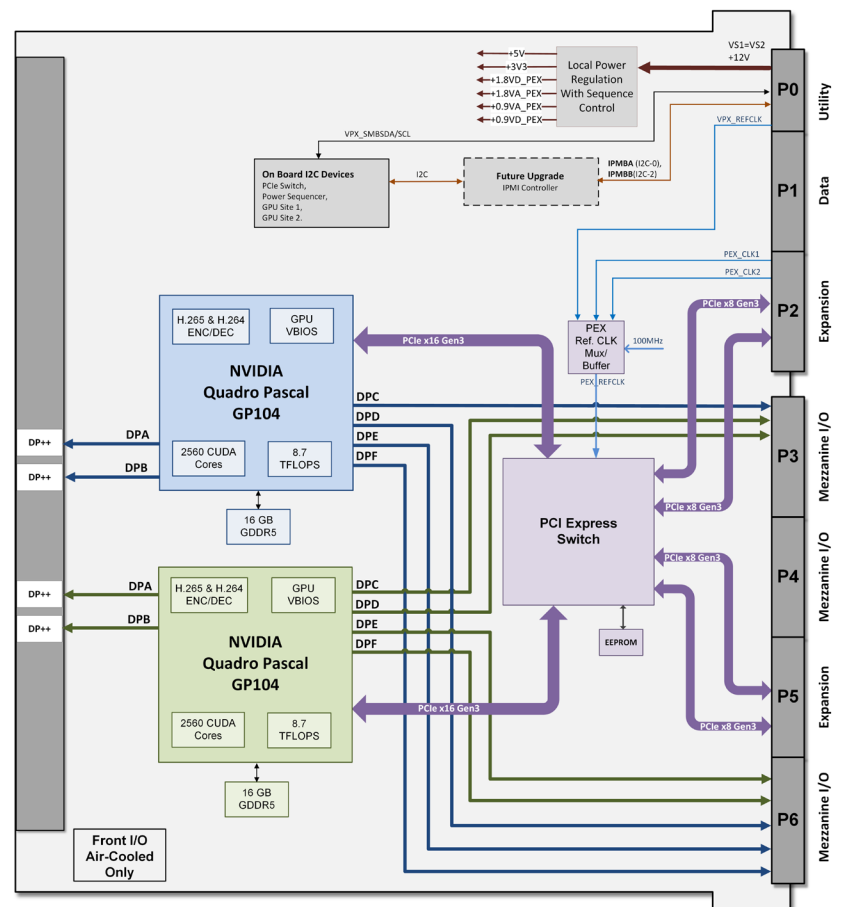 VS1=VS2
+12V
+5V
+3V3
+1.8VD_PEX
+1.8VA_PEX
+0.9VA_PEX
+0.9VD_PEX
Local Power
Regulation
With Sequence
Control
P0
Utility
VPX_REFCLK
VPX_SMBSDA/SCL
On Board I2C Devices
PCIe Switch,
Power Sequencer,
GPU Site 1,
GPU Site 2.
I2C
Future Upgrade
IPMI Controller
IPMBA (I2C-0),
IPMBB(I2C-2)
P1
Data
PEX_CLK1
PEX_CLK2
P2
Expansion
PCIe x8 Gen3
PEX
Ref. CLK
Mux/
Buffer
100MHz
PEX_REFCLK
H.265 & H.264
ENC/DEC
GPU
VBIOS
NVIDIA
Quadro Pascal
GP104
2560 CUDA
Cores
8.7
TFLOPS
16 GB
GDDR5
PCIe x16 Gen3
DPC
DPD
DPE
DPF
DPA
DPB
DP++
DP++
P3
Mezzanine I/O
PCI Express
Switch
PCIe x8 Gen3
PCIe x8 Gen3
P4
Mezzanine I/O
EEPROM
DP++
DP++
DPA
DPB
H.265 & H.264
ENC/DEC
GPU
VBIOS
NVIDIA
Quadro Pascal
GP104
2560 CUDA
Cores
8.7
TFLOPS
16 GB
GDDR5
DPC
DPD
DPE
DPF
PCIe x16 Gen3
PCIe x8 Gen3
P5
Expansion
P6
Mezzanine I/O
Front I/O
Air-Cooled
Only